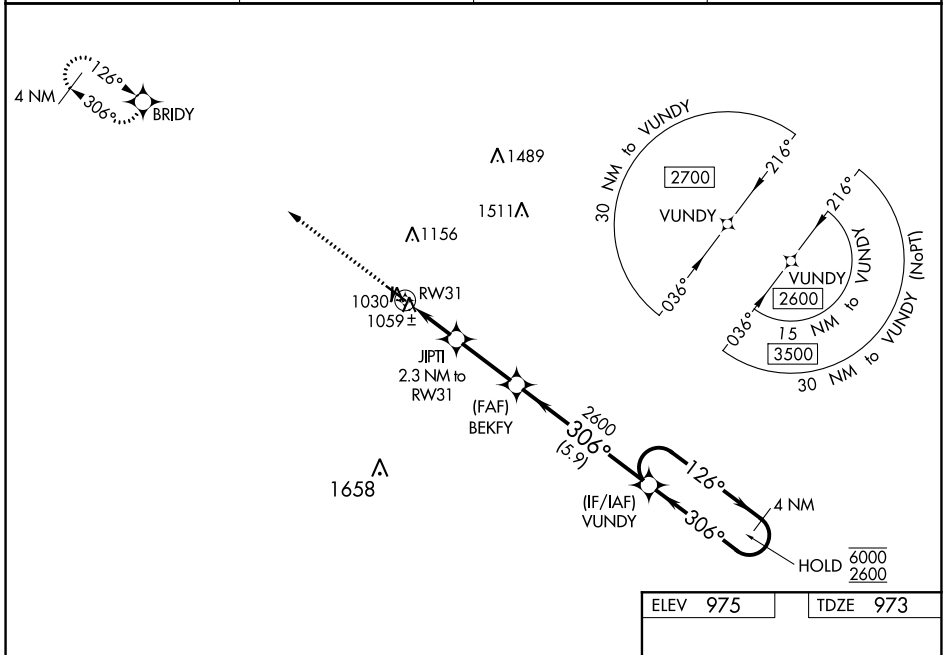 126°
306°
4 NM
BRIDY
1489
1511
1156
1030
RW31
1059±
JIPTI
2.3 NM to
RW31
(FAF)
BEKFY
2600
306°
(5.9)
1658
(IF/IAF)
VUNDY
126°
306°
4 NM
HOLD 6000
2600
30 NM to VUNDY
2700
216°
VUNDY
036°
216°
VUNDY
2600
036°
15 NM to VUNDY
3500
30 NM to VUNDY (NoPT)
ELEV 975
TDZE 973